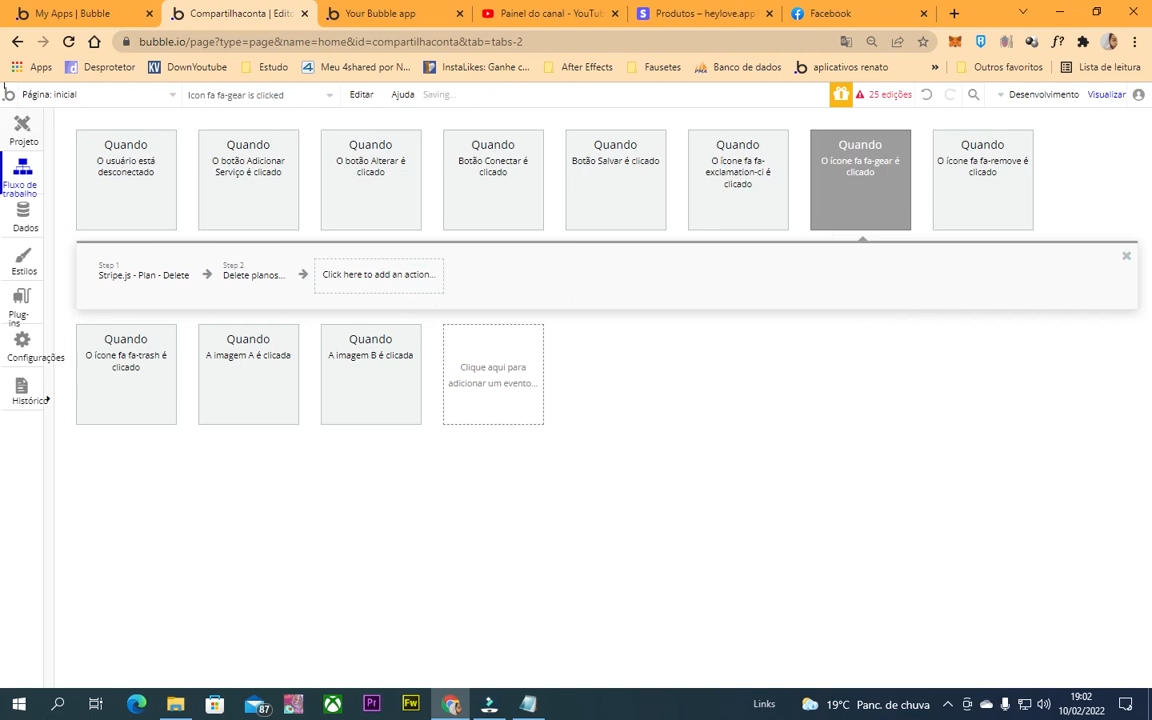 My Apps | Bubble
Compartilhaconta | Edito
Your Bubble app
Painel do canal - YouTu
Produtos – heylove.app
Facebook
bubble.io/page?type=page&name=home&id=compartilhaconta&tab=tabs-2
Apps
Desprotetor
DownYoutube
Estudo
Meu 4shared por N...
InstaLikes: Ganhe c...
After Effects
Fausetes
Banco de dados
aplicativos renato
»
Outros favoritos
Lista de leitura
Página: inicial
Icon fa fa-gear is clicked
Editar
Ajuda
Saving...
25 edições
Desenvolvimento
Visualizar
Projeto
Fluxo de
trabalho
Dados
Estilos
Plug-
ins
Configurações
Histórico
Quando
O usuário está
desconectado
Quando
O botão Adicionar
Serviço é clicado
Quando
O botão Alterar é
clicado
Quando
Botão Conectar é
clicado
Quando
Botão Salvar é clicado
Quando
O ícone fa fa-
exclamation-ci é
clicado
Quando
O ícone fa fa-gear é
clicado
Quando
O ícone fa fa-remove é
clicado
Step 1
Stripe.js - Plan - Delete
Step 2
Delete planos...
Click here to add an action...
Quando
O ícone fa fa-trash é
clicado
Quando
A imagem A é clicada
Quando
A imagem B é clicada
Clique aqui para
adicionar um evento...
87
Pr
Fw
Links
19°C Panc. de chuva
19:02
10/02/2022